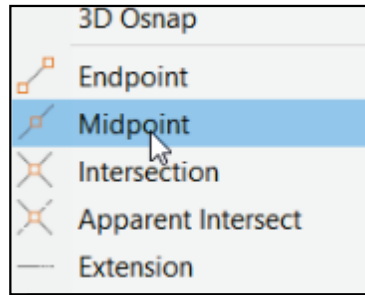 3D Osnap
Endpoint
Midpoint
Intersection
Apparent Intersect
Extension